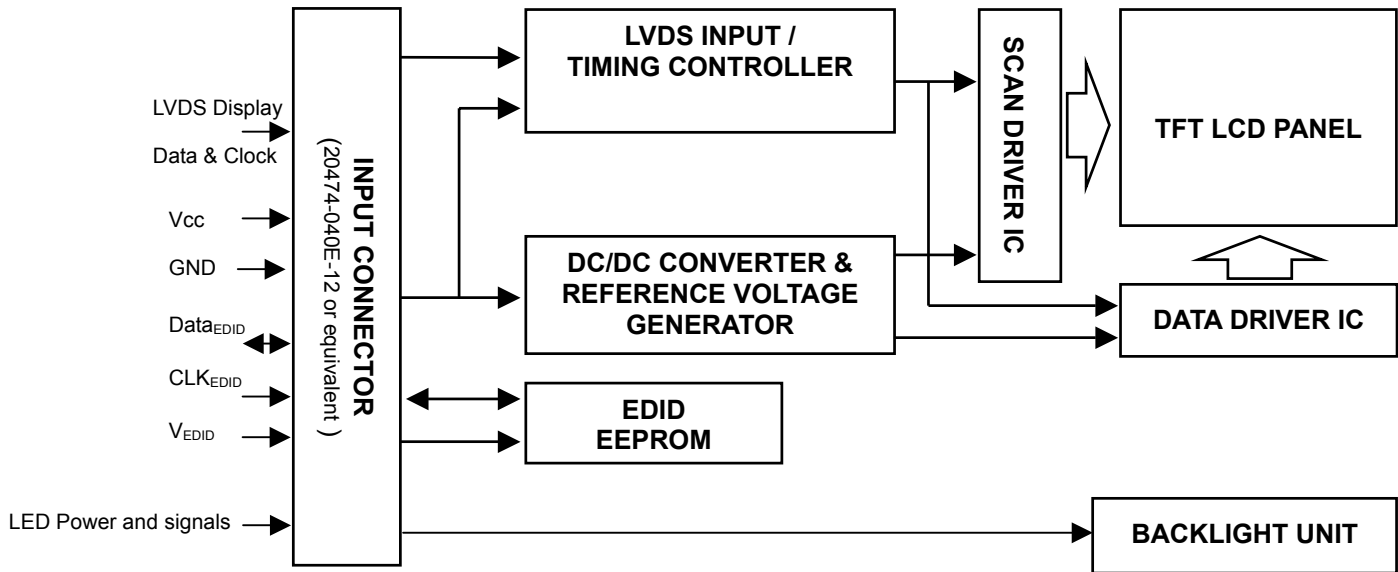 LVDS Display
Data & Clock
Vcc
GND
DataEDID
CLKEDID
VEDID
LED Power and signals
INPUT CONNECTOR
(20474-040E-12 or equivalent )
LVDS INPUT /
TIMING CONTROLLER
DC/DC CONVERTER &
REFERENCE VOLTAGE
GENERATOR
EDID
EEPROM
SCAN DRIVER IC
TFT LCD PANEL
DATA DRIVER IC
BACKLIGHT UNIT